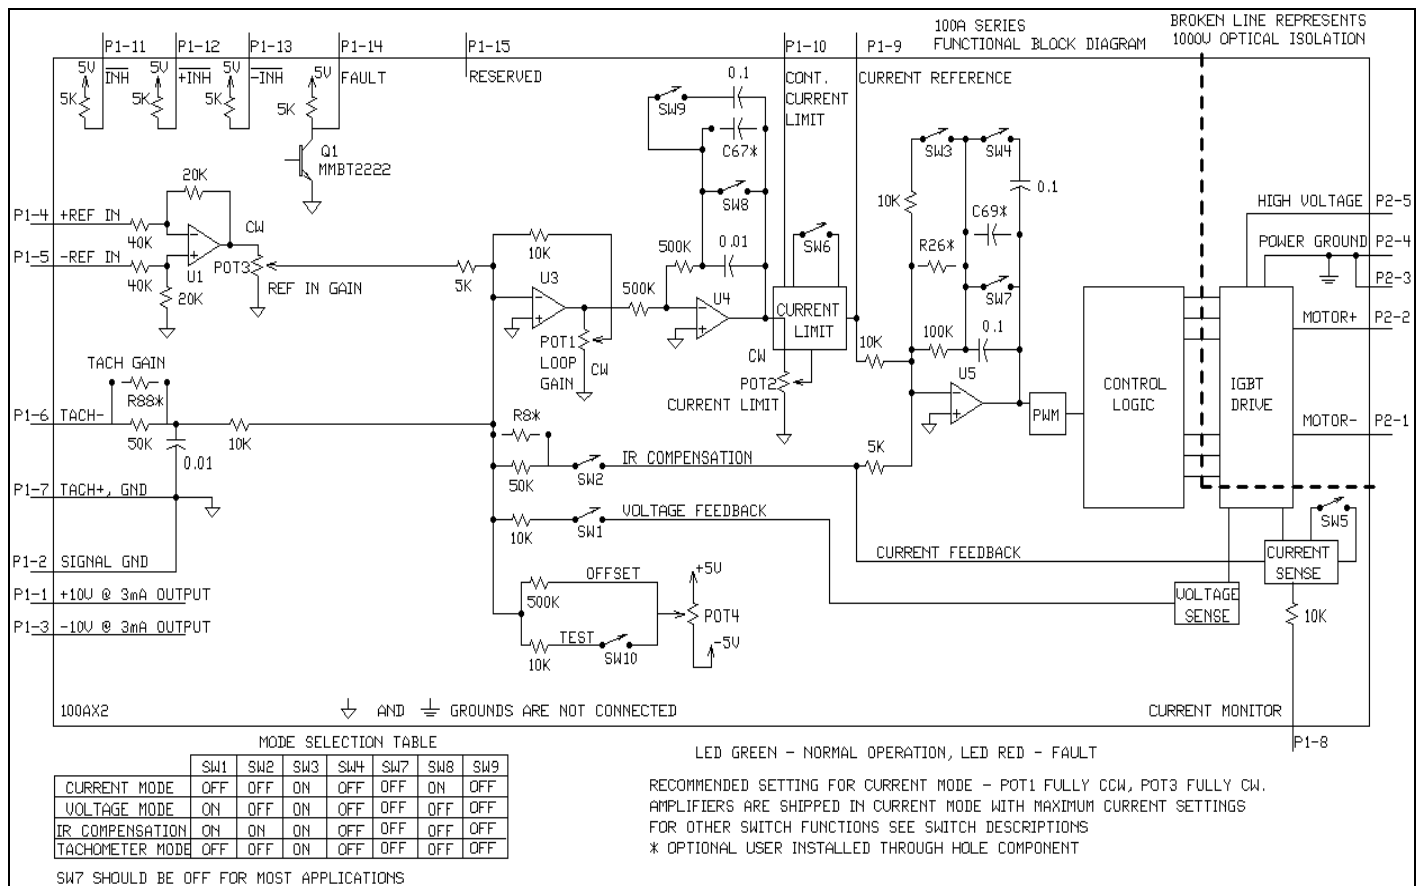 100A SERIES
FUNCTIONAL BLOCK DIAGRAM
BROKEN LINE REPRESENTS
1000V OPTICAL ISOLATION
P1-11
P1-12
P1-13
P1-14
P1-15
P1-10
P1-9
5V
INH
5V
+INH
5V
-INH
5V
FAULT
RESERVED
CONT.
CURRENT
LIMIT
CURRENT REFERENCE
5K
5K
5K
5K
0.1
SW9
C67*
Q1
MMBT2222
SW3
SW4
0.1
20K
SW8
10K
P1-4
+REF IN
40K
CW
P1-5
-REF IN
40K
U1
POT3
20K
REF IN GAIN
10K
5K
U3
500K
0.01
500K
U4
SW6
C69*
R26*
SW7
HIGH VOLTAGE
P2-5
POWER GROUND
P2-4
P2-3
MOTOR+
P2-2
CURRENT
LIMIT
POT1
LOOP
GAIN
CW
CW
POT2
CURRENT LIMIT
10K
100K
0.1
U5
PWM
CONTROL
LOGIC
IGBT
DRIVE
MOTOR-
P2-1
TACH GAIN
R88*
P1-6
TACH-
50K
10K
0.01
R8*
50K
SW2
IR COMPENSATION
5K
P1-7
TACH+, GND
10K
SW1
VOLTAGE FEEDBACK
SW5
P1-2
SIGNAL GND
CURRENT FEEDBACK
CURRENT
SENSE
P1-1
+10V @ 3mA OUTPUT
OFFSET
500K
+5V
POT4
VOLTAGE
SENSE
10K
P1-3
-10V @ 3mA OUTPUT
TEST
10K
SW10
-5V
100AX2
AND
GROUNDS ARE NOT CONNECTED
CURRENT MONITOR
P1-8
MODE SELECTION TABLE
SW1 SW2 SW3 SW4 SW7 SW8 SW9
CURRENT MODE OFF OFF ON OFF OFF ON OFF
VOLTAGE MODE ON OFF ON OFF OFF OFF OFF
IR COMPENSATION ON ON ON OFF OFF OFF OFF
TACHOMETER MODE OFF OFF ON OFF OFF OFF OFF
SW7 SHOULD BE OFF FOR MOST APPLICATIONS
LED GREEN - NORMAL OPERATION, LED RED - FAULT
RECOMMENDED SETTING FOR CURRENT MODE - POT1 FULLY CCW, POT3 FULLY CW.
AMPLIFIERS ARE SHIPPED IN CURRENT MODE WITH MAXIMUM CURRENT SETTINGS
FOR OTHER SWITCH FUNCTIONS SEE SWITCH DESCRIPTIONS
* OPTIONAL USER INSTALLED THROUGH HOLE COMPONENT